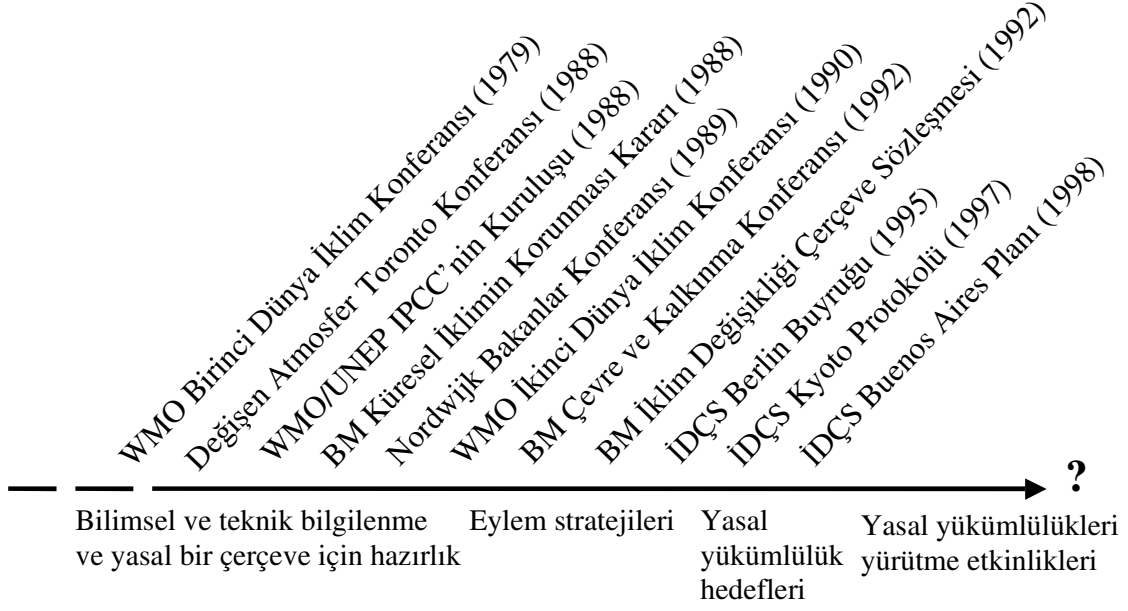 WMO Birinci Dünya İklim Konferansı (1979)
Değişen Atmosfer Toronto Konferansı (1988)
WMO/UNEP IPCC’nin Kuruluşu (1988)
BM Küresel İklimin Korunması Kararı (1988)
Nordwijk Bakanlar Konferansı (1989)
WMO İkinci Dünya İklim Konferansı (1990)
BM Çevre ve Kalkınma Konferansı (1992)
BM İklim Değişikliği Çerçeve Sözleşmesi (1992)
İDÇS Berlin Buyruğu (1995)
İDÇS Kyoto Protokolü (1997)
İDÇS Buenos Aires Planı (1998)
?
Bilimsel ve teknik bilgilenme
ve yasal bir çerçeve için hazırlık
Eylem stratejileri
Yasal
yükümlülük
hedefleri
Yasal yükümlülükleri
yürütme etkinlikleri